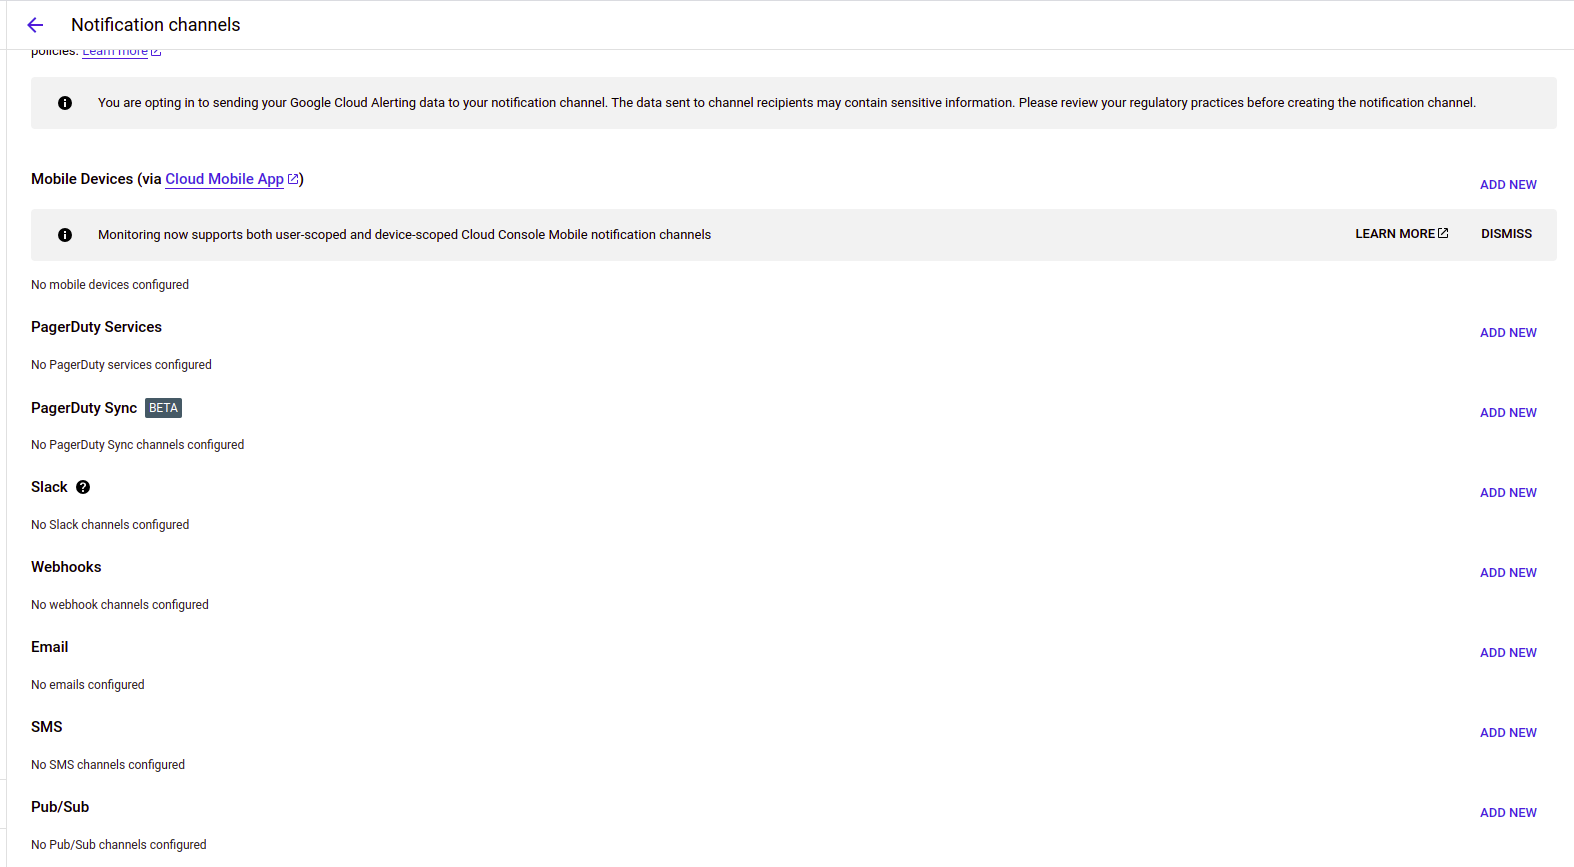 Notification channels
policies. Learn more
You are opting in to sending your Google Cloud Alerting data to your notification channel. The data sent to channel recipients may contain sensitive information. Please review your regulatory practices before creating the notification channel.
Mobile Devices (via Cloud Mobile App)
ADD NEW
Monitoring now supports both user-scoped and device-scoped Cloud Console Mobile notification channels
LEARN MORE
DISMISS
No mobile devices configured
PagerDuty Services
ADD NEW
No PagerDuty services configured
PagerDuty Sync BETA
ADD NEW
No PagerDuty Sync channels configured
Slack
ADD NEW
No Slack channels configured
Webhooks
ADD NEW
No webhook channels configured
Email
ADD NEW
No emails configured
SMS
ADD NEW
No SMS channels configured
Pub/Sub
ADD NEW
No Pub/Sub channels configured